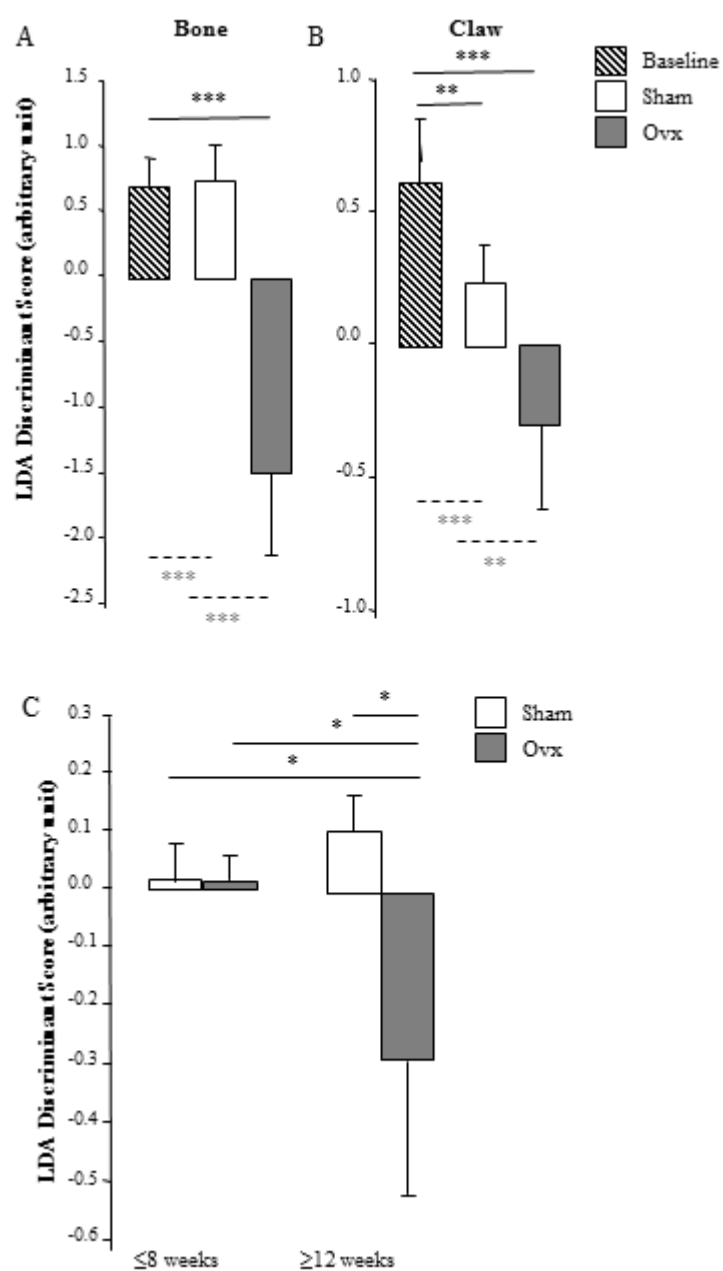 A
Bone
B
Claw
Baseline
Sham
Ovx
LDA Discriminant Score (arbitrary unit)
1.5
1.0
0.5
0.0
-0.5
-1.0
-1.5
-2.0
-2.5
***
***
***
1.0
0.5
0.0
-0.5
-1.0
***
**
***
**
C
Sham
Ovx
LDA Discriminant Score (arbitrary unit)
0.3
0.2
0.1
0.0
-0.1
-0.2
-0.3
-0.4
-0.5
-0.6
*
*
*
≤8 weeks
≥12 weeks